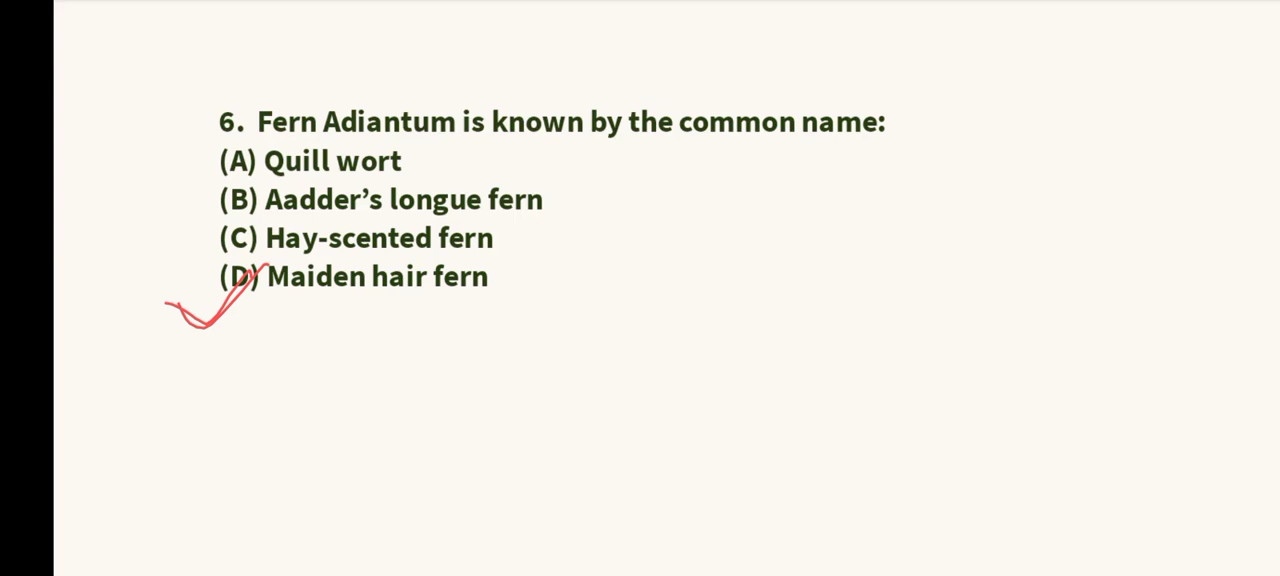 6. Fern Adiantum is known by the common name:
(A) Quill wort
(B) Aadder’s longue fern
(C) Hay-scented fern
(D) Maiden hair fern